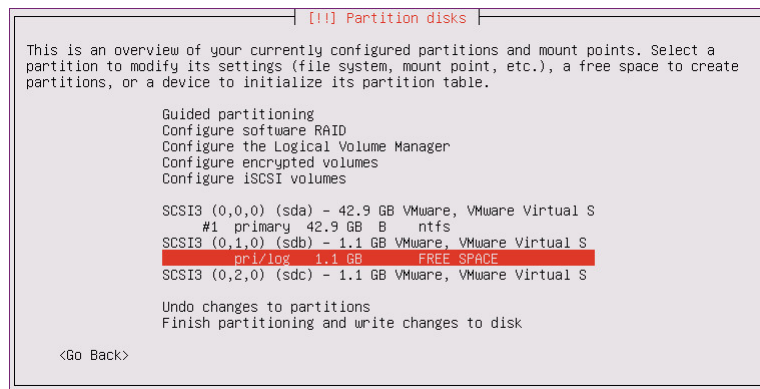 [!!] Partition disks
This is an overview of your currently configured partitions and mount points. Select a
partition to modify its settings (file system, mount point, etc.), a free space to create
partitions, or a device to initialize its partition table.
Guided partitioning
Configure software RAID
Configure the Logical Volume Manager
Configure encrypted volumes
Configure iSCSI volumes
SCSI3 (0,0,0) (sda) - 42.9 GB VMware, VMware Virtual S
#1 primary 42.9 GB B ntfs
SCSI3 (0,1,0) (sdb) - 1.1 GB VMware, VMware Virtual S
pri/log 1.1 GB FREE SPACE
SCSI3 (0,2,0) (sdc) - 1.1 GB VMware, VMware Virtual S
Undo changes to partitions
Finish partitioning and write changes to disk
<Go Back>